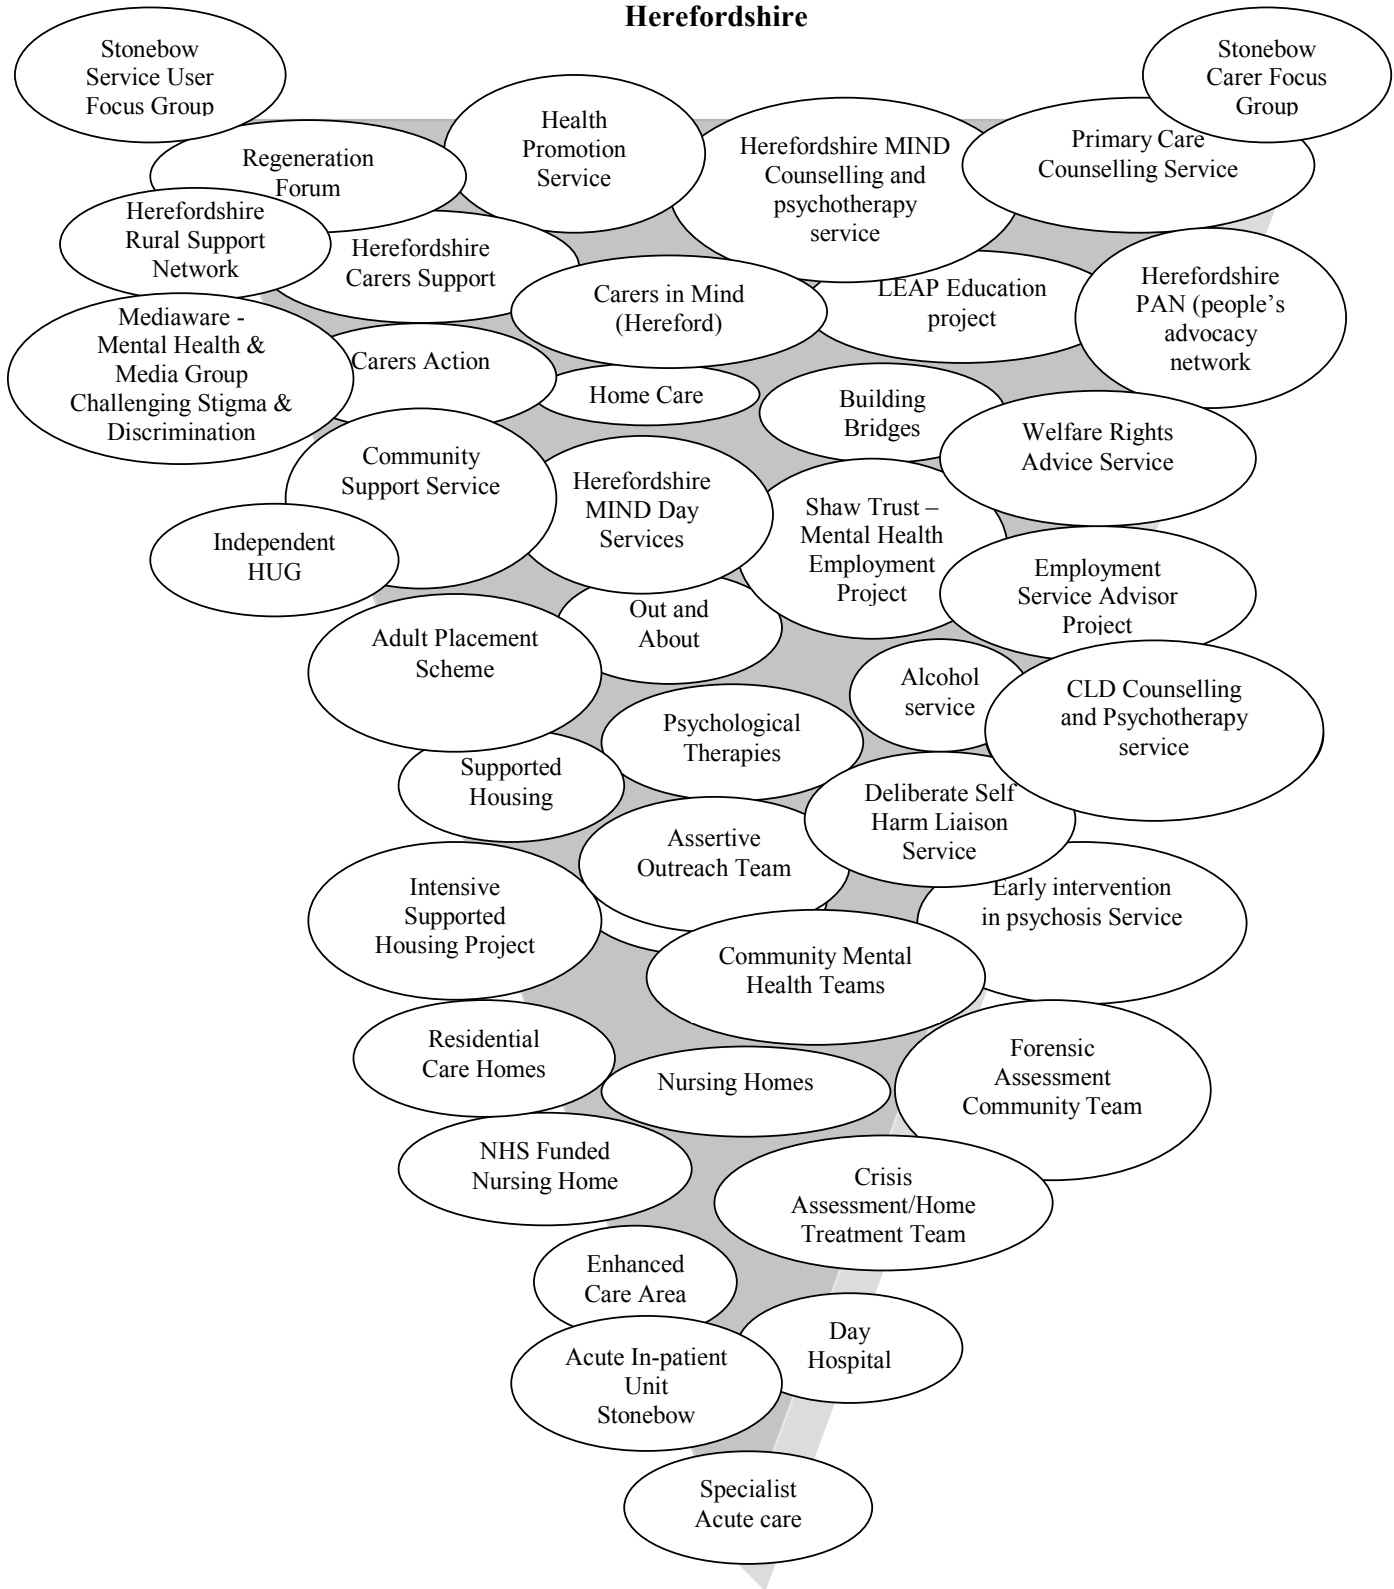 Herefordshire
Stonebow
Service User
Focus Group
Stonebow
Carer Focus
Group
Health
Promotion
Service
Regeneration
Forum
Herefordshire MIND
Counselling and
psychotherapy
service
Primary Care
Counselling Service
Herefordshire
Rural Support
Network
Herefordshire
Carers Support
Carers in Mind
(Hereford)
LEAP Education
project
Herefordshire
PAN (people’s
advocacy
network
Mediaware -
Mental Health &
Media Group
Challenging Stigma &
Discrimination
Carers Action
Home Care
Building
Bridges
Welfare Rights
Advice Service
Community
Support Service
Herefordshire
MIND Day
Services
Shaw Trust –
Mental Health
Employment
Project
Independent
HUG
Employment
Service Advisor
Project
Out and
About
Adult Placement
Scheme
Alcohol
service
CLD Counselling
and Psychotherapy
service
Psychological
Therapies
Supported
Housing
Deliberate Self
Harm Liaison
Service
Assertive
Outreach Team
Intensive
Supported
Housing Project
Early intervention
in psychosis Service
Community Mental
Health Teams
Residential
Care Homes
Nursing Homes
Forensic
Assessment
Community Team
NHS Funded
Nursing Home
Crisis
Assessment/Home
Treatment Team
Enhanced
Care Area
Day
Hospital
Acute In-patient
Unit
Stonebow
Specialist
Acute care